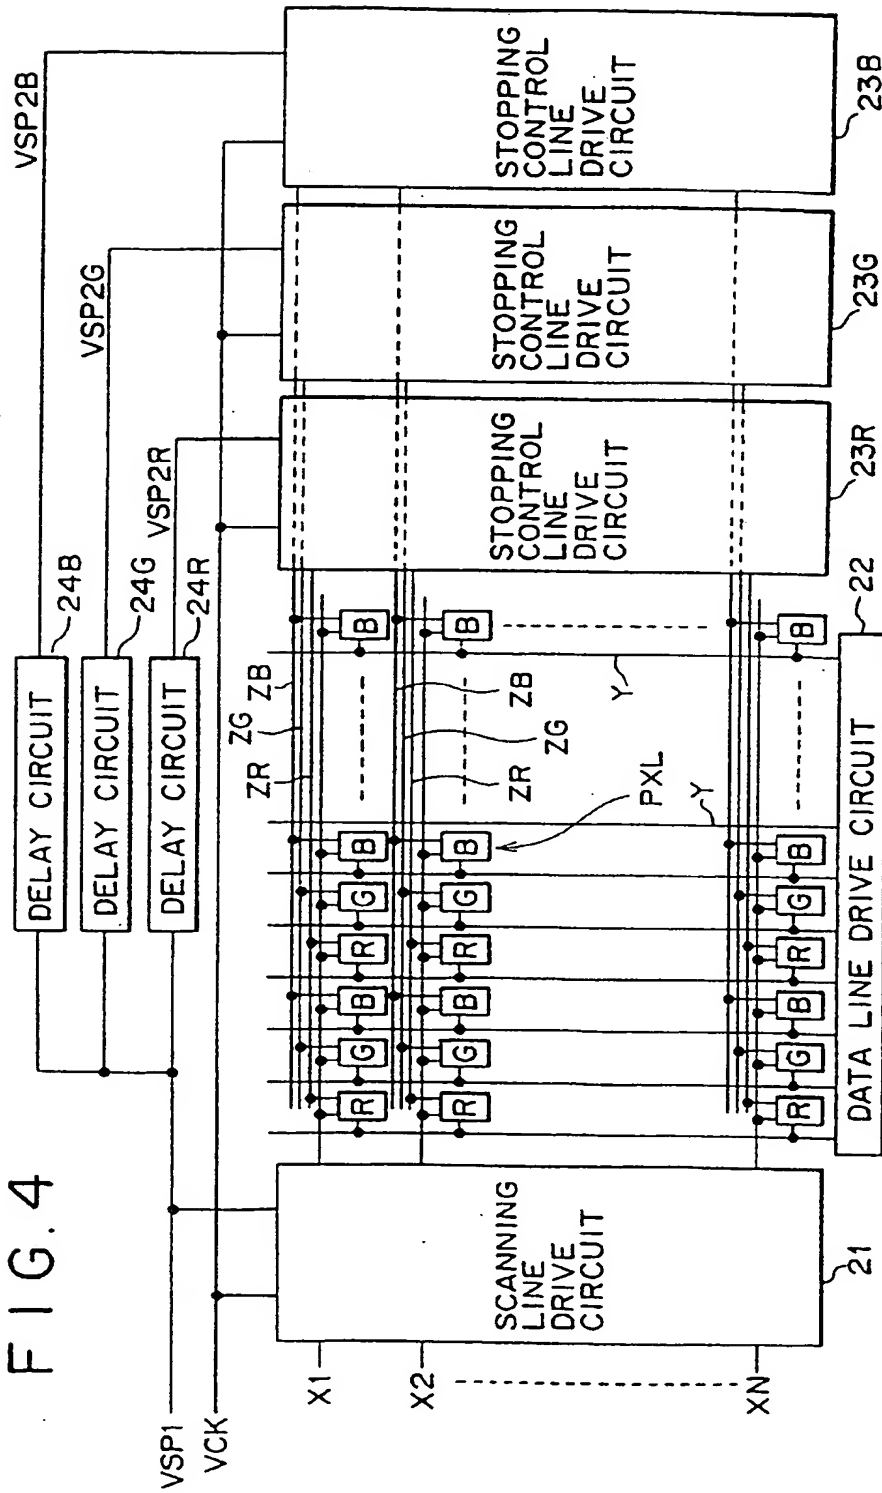 FIG. 4
VSP1
VCK
DELAY CIRCUIT
24B
VSP2B
DELAY CIRCUIT
24G
VSP2G
DELAY CIRCUIT
24R
VSP2R
X1
X2
XN
SCANNING
LINE
DRIVE
CIRCUIT
21
ZR
ZG
ZB
R G B R G B B
R G B R G B B
ZR
ZG
ZB
PXL
Y
Y
R G B R G B B
DATA LINE DRIVE CIRCUIT
22
STOPPING
CONTROL
LINE
DRIVE
CIRCUIT
23R
STOPPING
CONTROL
LINE
DRIVE
CIRCUIT
23G
STOPPING
CONTROL
LINE
DRIVE
CIRCUIT
23B